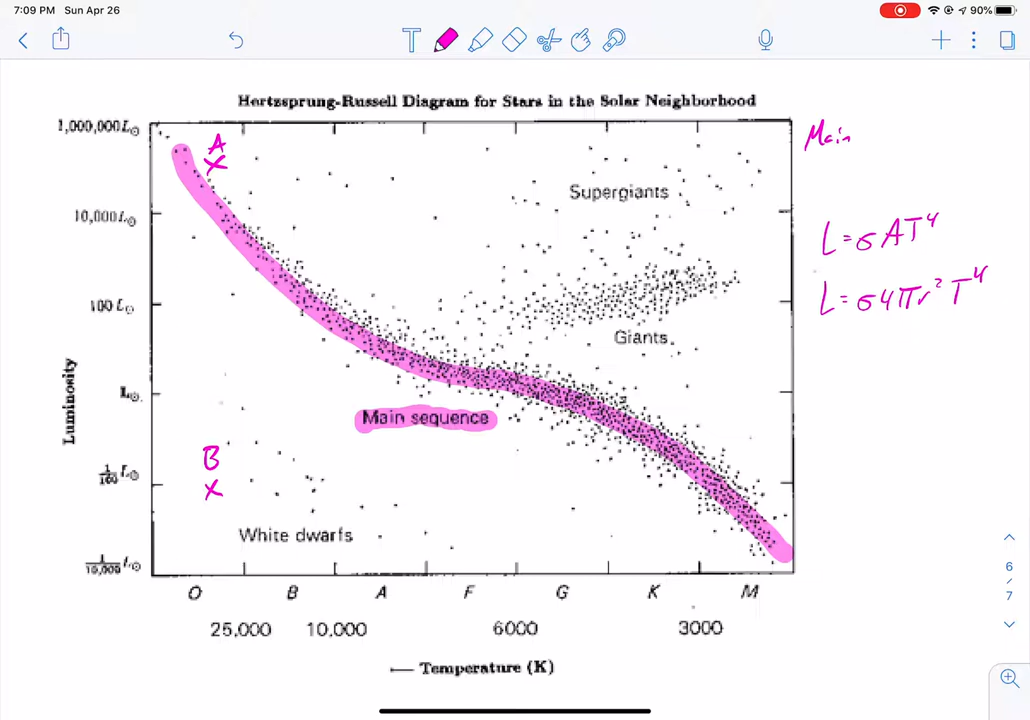 7:09 PM Sun Apr 26
90%
T
Hertzsprung-Russell Diagram for Stars in the Solar Neighborhood
1,000,000L☉
A
Main
Supergiants
10,000L☉
L=σAT⁴
L=σ4πr²T⁴
100 L☉
Giants
Luminosity
L☉
Main sequence
B
1/100 L☉
White dwarfs
1/10,000 L☉
O B A F G K M
25,000 10,000 6000 3000
← Temperature (K)
6
/
7